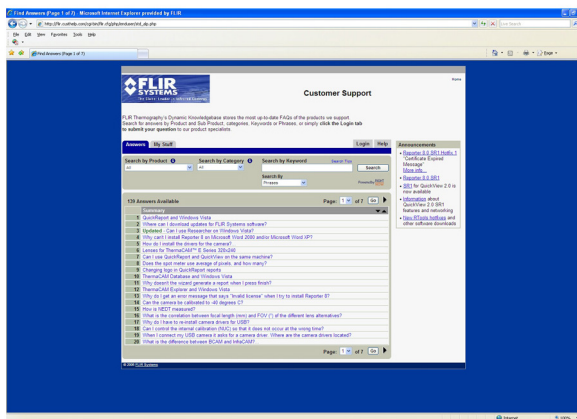 Find Answers (Page 1 of 7) - Microsoft Internet Explorer provided by FLIR
File Edit View Favorites Tools Help
Find Answers (Page 1 of 7)
Home
FLIR SYSTEMS
Customer Support
FLIR Thermography's Dynamic Knowledgebase stores the most up-to-date FAQs of the products we support
Search for answers by Product and Sub Product, categories, Keywords or Phrases, or simply click the Login tab
to submit your question to our product specialists
Answers My Stuff Login Help
Search by Product Search by Category Search by Keyword Search Tips
All All Search
Search By
Phrases
139 Answers Available Page: 1 of 7 Go
Summary
1 QuickReport and Windows Vista
2 Where can I download updates for FLIR Systems software?
3 Updated - Can I use Researcher on Windows Vista?
4 Why can't I install Reporter 8 on Microsoft Word 2000 and/or Microsoft Word XP?
5 How do I install the drivers for the camera?
6 Lenses for ThermaCAM™ E Series 320x240
7 Can I use QuickReport and QuickView on the same machine?
8 Does the spot meter use average of pixels, and how many?
9 Changing logo in QuickReport reports
10 ThermaCAM Database and Windows Vista
11 Why doesn't the wizard generate a report when I press finish?
12 ThermaCAM Explorer and Windows Vista
13 Why do I get an error message that says "Invalid license" when I try to install Reporter 8?
14 Can the camera be calibrated to -40 degrees C?
15 How is NEDT measured?
16 What is the correlation between focal length (mm) and FOV (°) of the different lens alternatives?
17 Why do I have to re-install camera drivers for USB?
18 Can I control the internal calibration (NUC) so that it does not occur at the wrong time?
19 When I connect my USB camera it asks for a camera driver. Where are the camera drivers located?
20 What is the difference between BCAM and InfraCAM?
Page: 1 of 7 Go
Announcements
Reporter 8.0 SR1 Hotfix 1
"Certificate Expired
Message"
More info...
Reporter 8.0 SR1
SR1 for QuickView 2.0 is
now available
Information about
QuickView 2.0 SR1
features and networking
New RTools hotfixes and
other software downloads
FLIR Systems
Internet